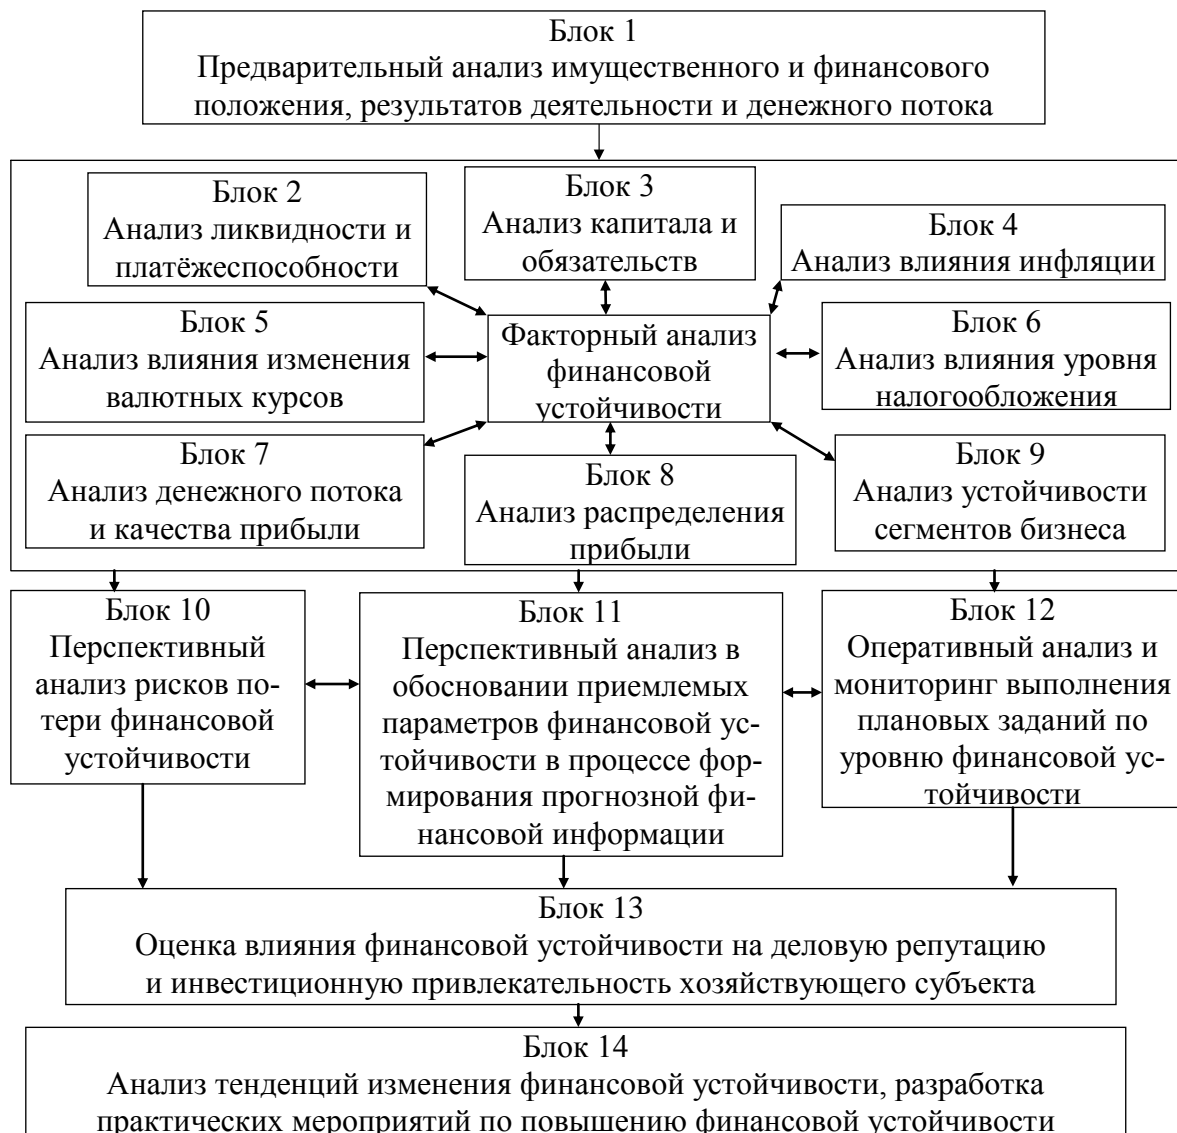 Блок 1
Предварительный анализ имущественного и финансового
положения, результатов деятельности и денежного потока
Блок 2
Анализ ликвидности и
платёжеспособности
Блок 3
Анализ капитала и
обязательств
Блок 4
Анализ влияния инфляции
Блок 5
Анализ влияния изменения
валютных курсов
Факторный анализ
финансовой
устойчивости
Блок 6
Анализ влияния уровня
налогообложения
Блок 7
Анализ денежного потока
и качества прибыли
Блок 8
Анализ распределения
прибыли
Блок 9
Анализ устойчивости
сегментов бизнеса
Блок 10
Перспективный
анализ рисков по-
тери финансовой
устойчивости
Блок 11
Перспективный анализ в
обосновании приемлемых
параметров финансовой ус-
тойчивости в процессе фор-
мирования прогнозной фи-
нансовой информации
Блок 12
Оперативный анализ и
мониторинг выполнения
плановых заданий по
уровню финансовой ус-
тойчивости
Блок 13
Оценка влияния финансовой устойчивости на деловую репутацию
и инвестиционную привлекательность хозяйствующего субъекта
Блок 14
Анализ тенденций изменения финансовой устойчивости, разработка
практических мероприятий по повышению финансовой устойчивости